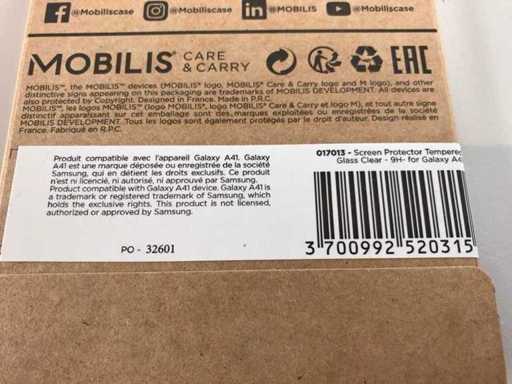 @Mobiliscase @Mobiliscase @MOBILIS @Mobiliscase
MOBILIS® CARE & CARRY EAC
MOBILIS™, the MOBILIS™ devices (MOBILIS® logo, MOBILIS® Care & Carry logo and M logo), and other
distinctive signs appearing on this packaging are trademarks of MOBILIS DEVELOPMENT. All devices are
also protected by Copyright. Designed in France. Made in P.R.C.
MOBILIS™, les logos MOBILIS™ (logo MOBILIS®, logo MOBILIS® Care & Carry et logo M), et tout autre signe
distinctif apparaissant sur cet emballage sont des marques exploitées ou enregistrées de la société
MOBILIS DEVELOPMENT. Tous les logos sont également protégés par le droit d'auteur. Design réalisé en
France. Fabriqué en R.P.C.
Produit compatible avec l'appareil Galaxy A41. Galaxy
A41 est une marque déposée ou enregistrée de la société
Samsung, qui en détient les droits exclusifs. Ce produit
n'est ni licencié, ni autorisé, ni approuvé par Samsung.
Product compatible with Galaxy A41 device. Galaxy A41 is
a trademark or registered trademark of Samsung, which
holds the exclusive rights. This product is not licensed,
authorized or approved by Samsung.
PO - 32601
017013 - Screen Protector Tempere
Glass Clear - 9H- for Galaxy A4
3 700992 520315